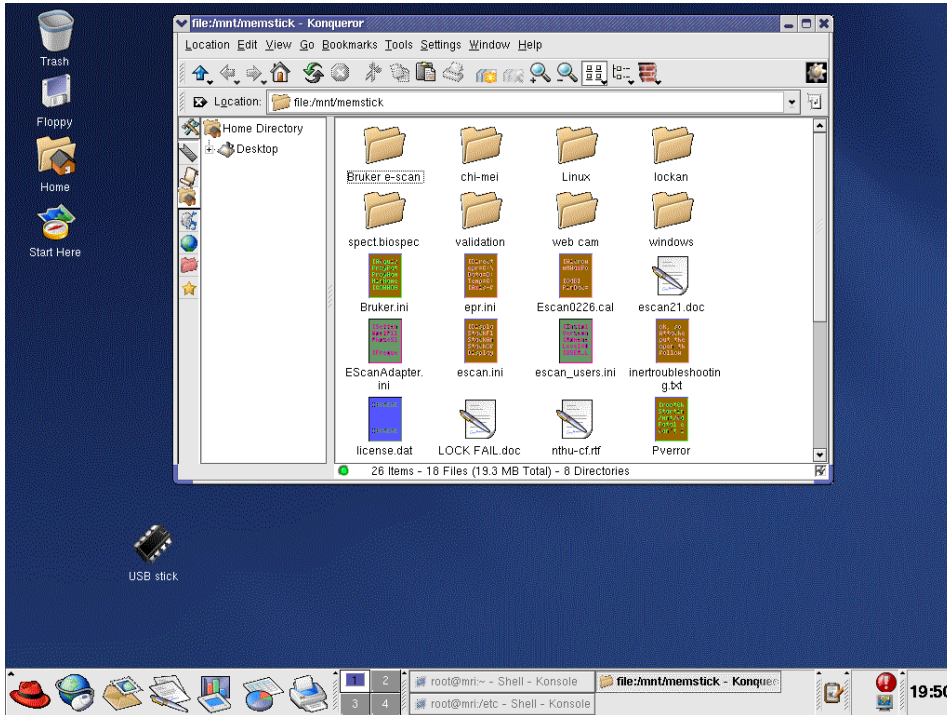 file:/mnt/memstick - Konqueror
Location Edit View Go Bookmarks Tools Settings Window Help
Location: file:/mnt/memstick
Home Directory
Desktop
Trash
Floppy
Home
Start Here
USB stick
Bruker e-scan chi-mei Linux lockan
spect.biospec validation web cam windows
Bruker.ini epr.ini Escan0226.cal escan21.doc
EScanAdapter.ini escan.ini escan_users.ini inertroubleshooting.txt
license.dat LOCK FAIL.doc nthu-cf.rtf Pverror
26 Items - 18 Files (19.3 MB Total) - 8 Directories
1 2
3 4
root@mri:~ - Shell - Konsole
root@mri:/etc - Shell - Konsole
file:/mnt/memstick - Konquer
19:50